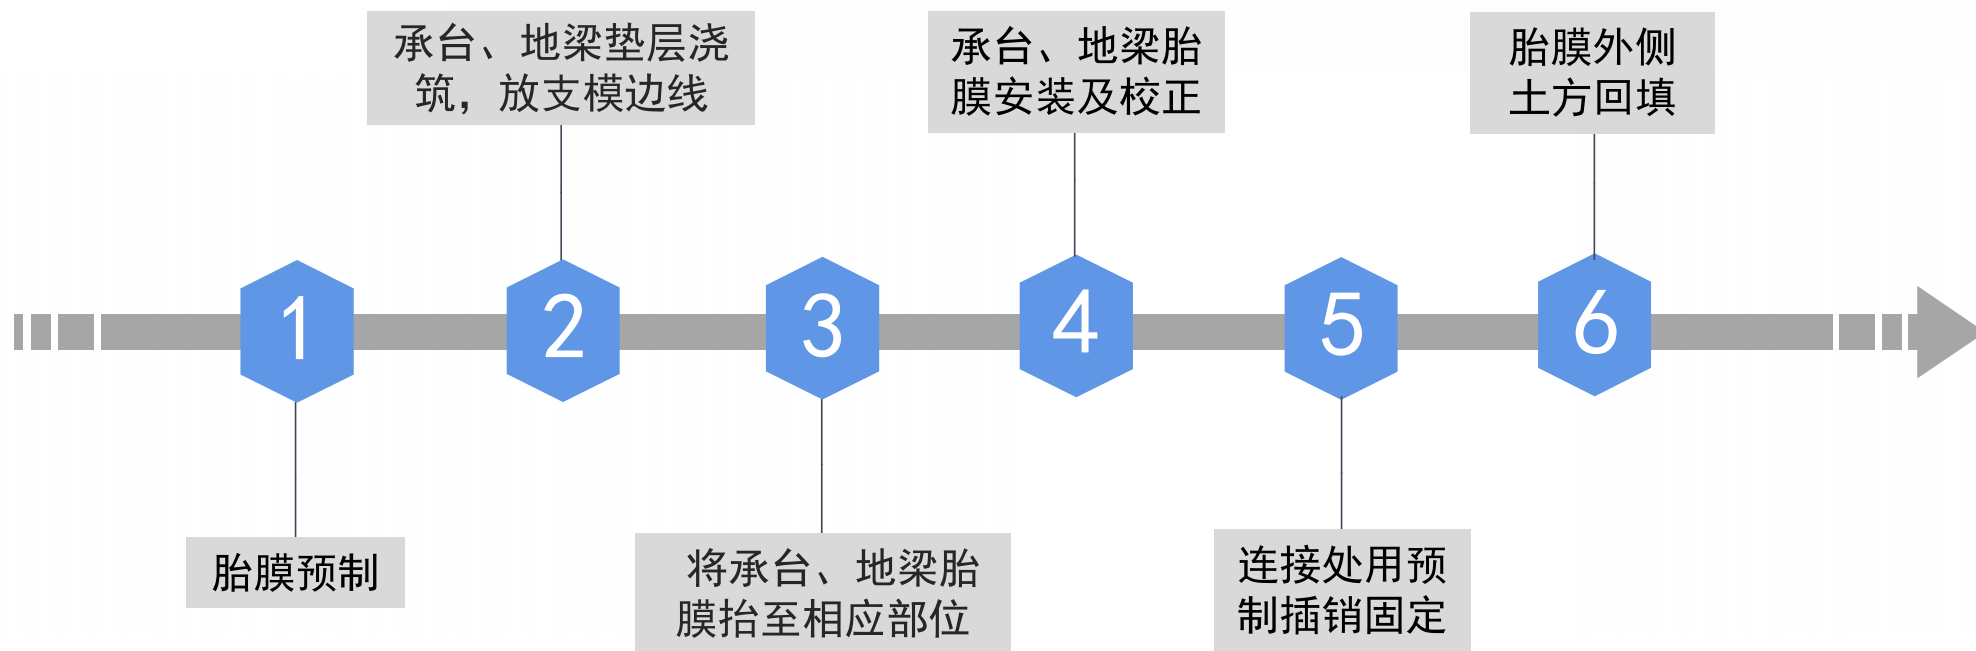 承台、地梁垫层浇
筑，放支模边线
承台、地梁胎
膜安装及校正
胎膜外侧
土方回填
1
2
3
4
5
6
胎膜预制
将承台、地梁胎
膜抬至相应部位
连接处用预
制插销固定